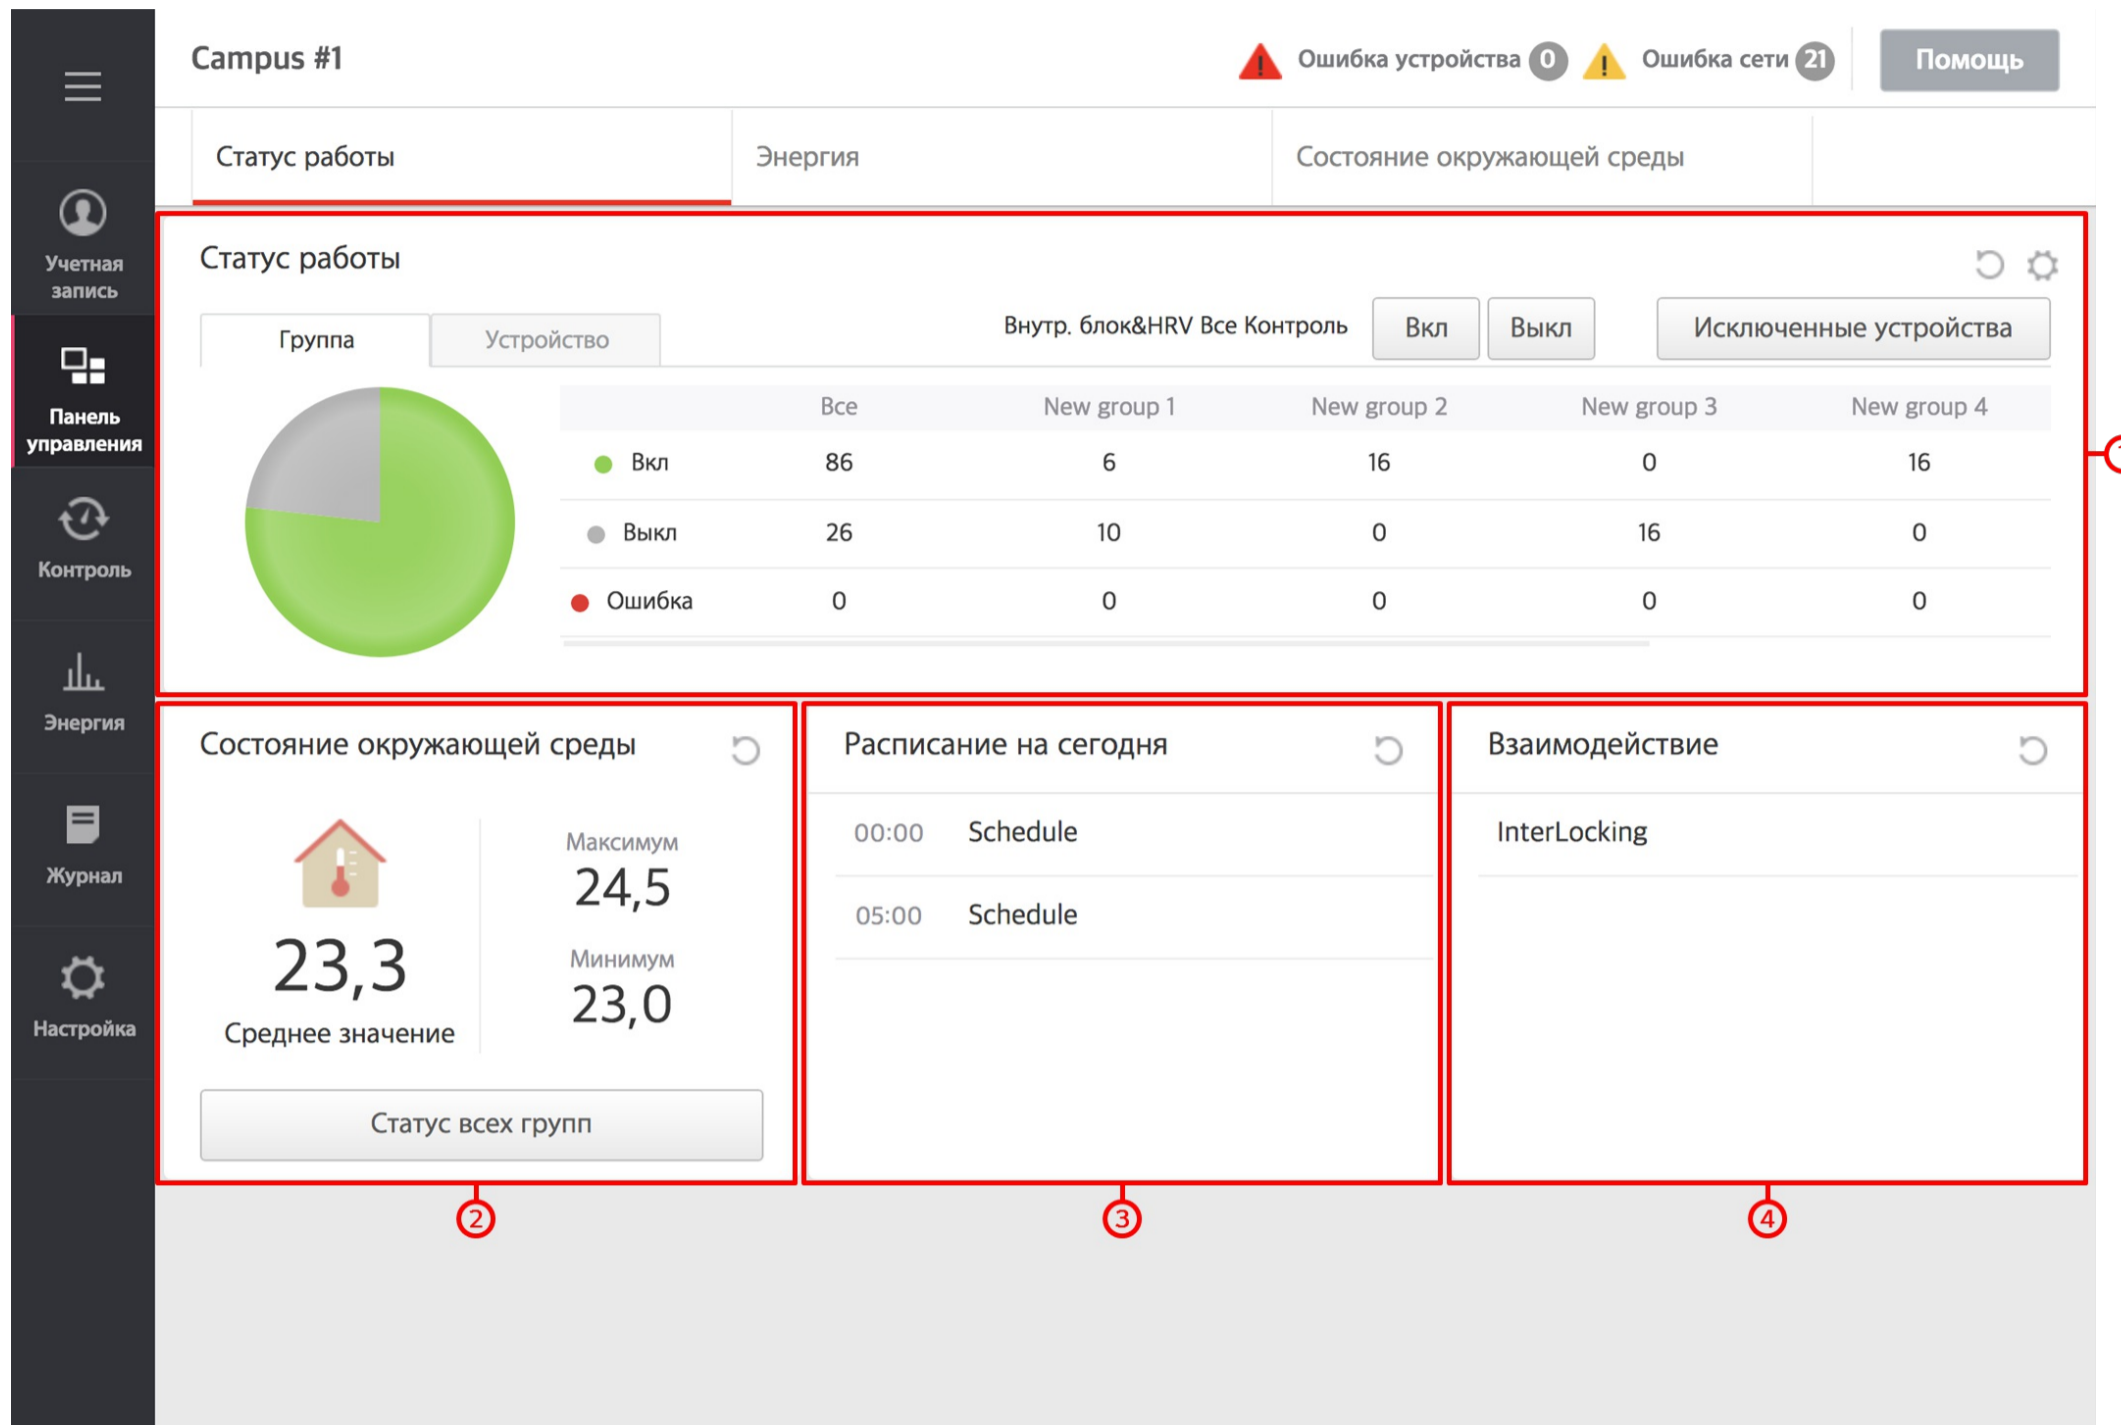 Campus #1
Ошибка устройства 0
Ошибка сети 21
Помощь
Статус работы
Энергия
Состояние окружающей среды
Учетная
запись
Панель
управления
Контроль
Энергия
Журнал
Настройка
Статус работы
Группа
Устройство
Внутр. блок&HRV Все Контроль
Вкл
Выкл
Исключенные устройства
Все New group 1 New group 2 New group 3 New group 4
Вкл 86 6 16 0 16
Выкл 26 10 0 16 0
Ошибка 0 0 0 0 0
Состояние окружающей среды
23,3
Среднее значение
Максимум
24,5
Минимум
23,0
Статус всех групп
Расписание на сегодня
00:00 Schedule
05:00 Schedule
Взаимодействие
InterLocking
2
3
4